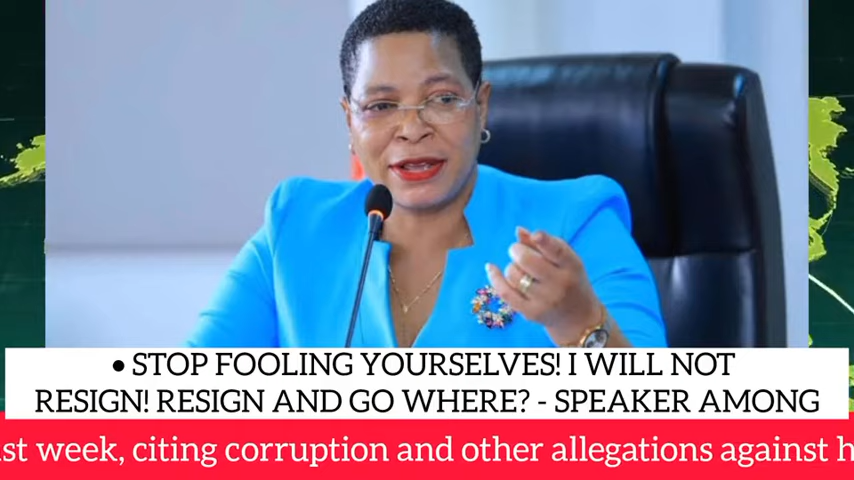 • STOP FOOLING YOURSELVES! I WILL NOT
RESIGN! RESIGN AND GO WHERE? - SPEAKER AMONG
week, citing corruption and other allegations against